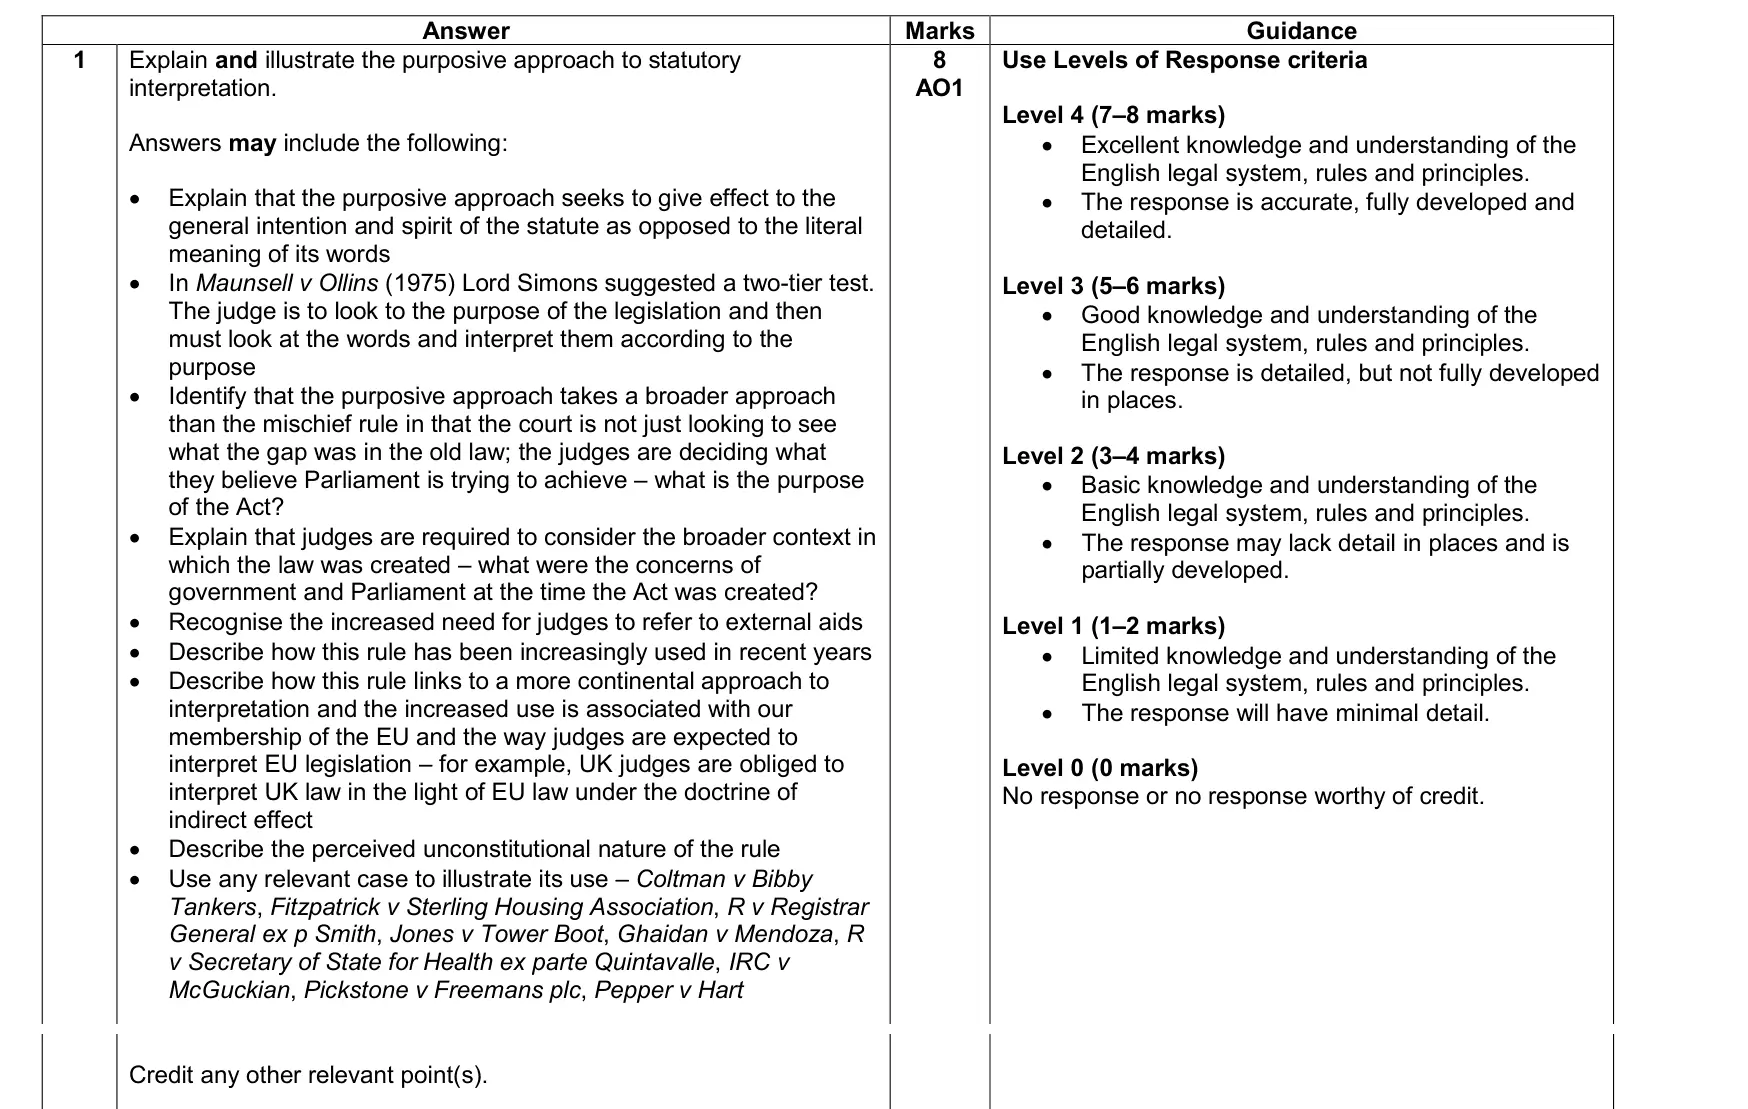 Answer
Marks
Guidance
1
Explain and illustrate the purposive approach to statutory
interpretation.
Answers may include the following:
• Explain that the purposive approach seeks to give effect to the
general intention and spirit of the statute as opposed to the literal
meaning of its words
• In Maunsell v Ollins (1975) Lord Simons suggested a two-tier test.
The judge is to look to the purpose of the legislation and then
must look at the words and interpret them according to the
purpose
• Identify that the purposive approach takes a broader approach
than the mischief rule in that the court is not just looking to see
what the gap was in the old law; the judges are deciding what
they believe Parliament is trying to achieve – what is the purpose
of the Act?
• Explain that judges are required to consider the broader context in
which the law was created – what were the concerns of
government and Parliament at the time the Act was created?
• Recognise the increased need for judges to refer to external aids
• Describe how this rule has been increasingly used in recent years
• Describe how this rule links to a more continental approach to
interpretation and the increased use is associated with our
membership of the EU and the way judges are expected to
interpret EU legislation – for example, UK judges are obliged to
interpret UK law in the light of EU law under the doctrine of
indirect effect
• Describe the perceived unconstitutional nature of the rule
• Use any relevant case to illustrate its use – Coltman v Bibby
Tankers, Fitzpatrick v Sterling Housing Association, R v Registrar
General ex p Smith, Jones v Tower Boot, Ghaidan v Mendoza, R
v Secretary of State for Health ex parte Quintavalle, IRC v
McGuckian, Pickstone v Freemans plc, Pepper v Hart
Credit any other relevant point(s).
8
AO1
Use Levels of Response criteria
Level 4 (7–8 marks)
• Excellent knowledge and understanding of the
English legal system, rules and principles.
• The response is accurate, fully developed and
detailed.
Level 3 (5–6 marks)
• Good knowledge and understanding of the
English legal system, rules and principles.
• The response is detailed, but not fully developed
in places.
Level 2 (3–4 marks)
• Basic knowledge and understanding of the
English legal system, rules and principles.
• The response may lack detail in places and is
partially developed.
Level 1 (1–2 marks)
• Limited knowledge and understanding of the
English legal system, rules and principles.
• The response will have minimal detail.
Level 0 (0 marks)
No response or no response worthy of credit.